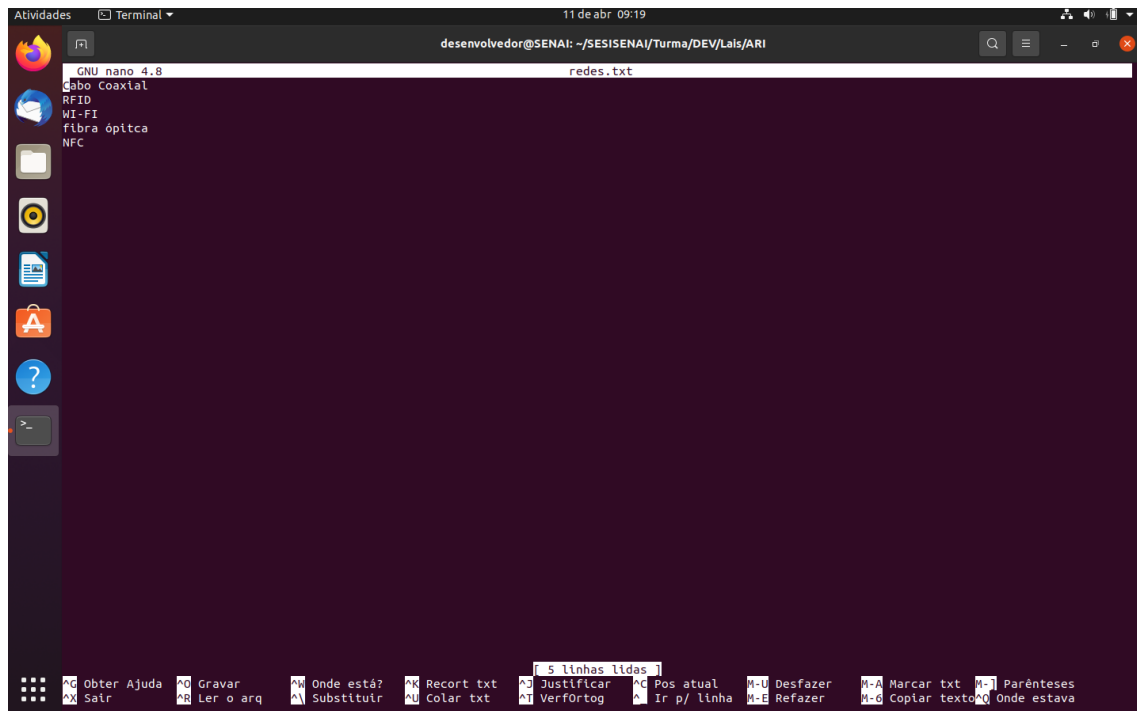 Atividades Terminal 11 de abr 09:19
desenvolvedor@SENAI: ~/SESISENAI/Turma/DEV/Lais/ARI
GNU nano 4.8 redes.txt
Cabo Coaxial
RFID
WI-FI
fibra ópitca
NFC
[ 5 linhas lidas ]
^G Obter Ajuda ^O Gravar ^W Onde está? ^K Recort txt ^J Justificar ^C Pos atual M-U Desfazer M-A Marcar txt M-] Parênteses
^X Sair ^R Ler o arq ^\ Substituir ^U Colar txt ^T VerfOrtog ^_ Ir p/ linha M-E Refazer M-6 Copiar texto ^Q Onde estava